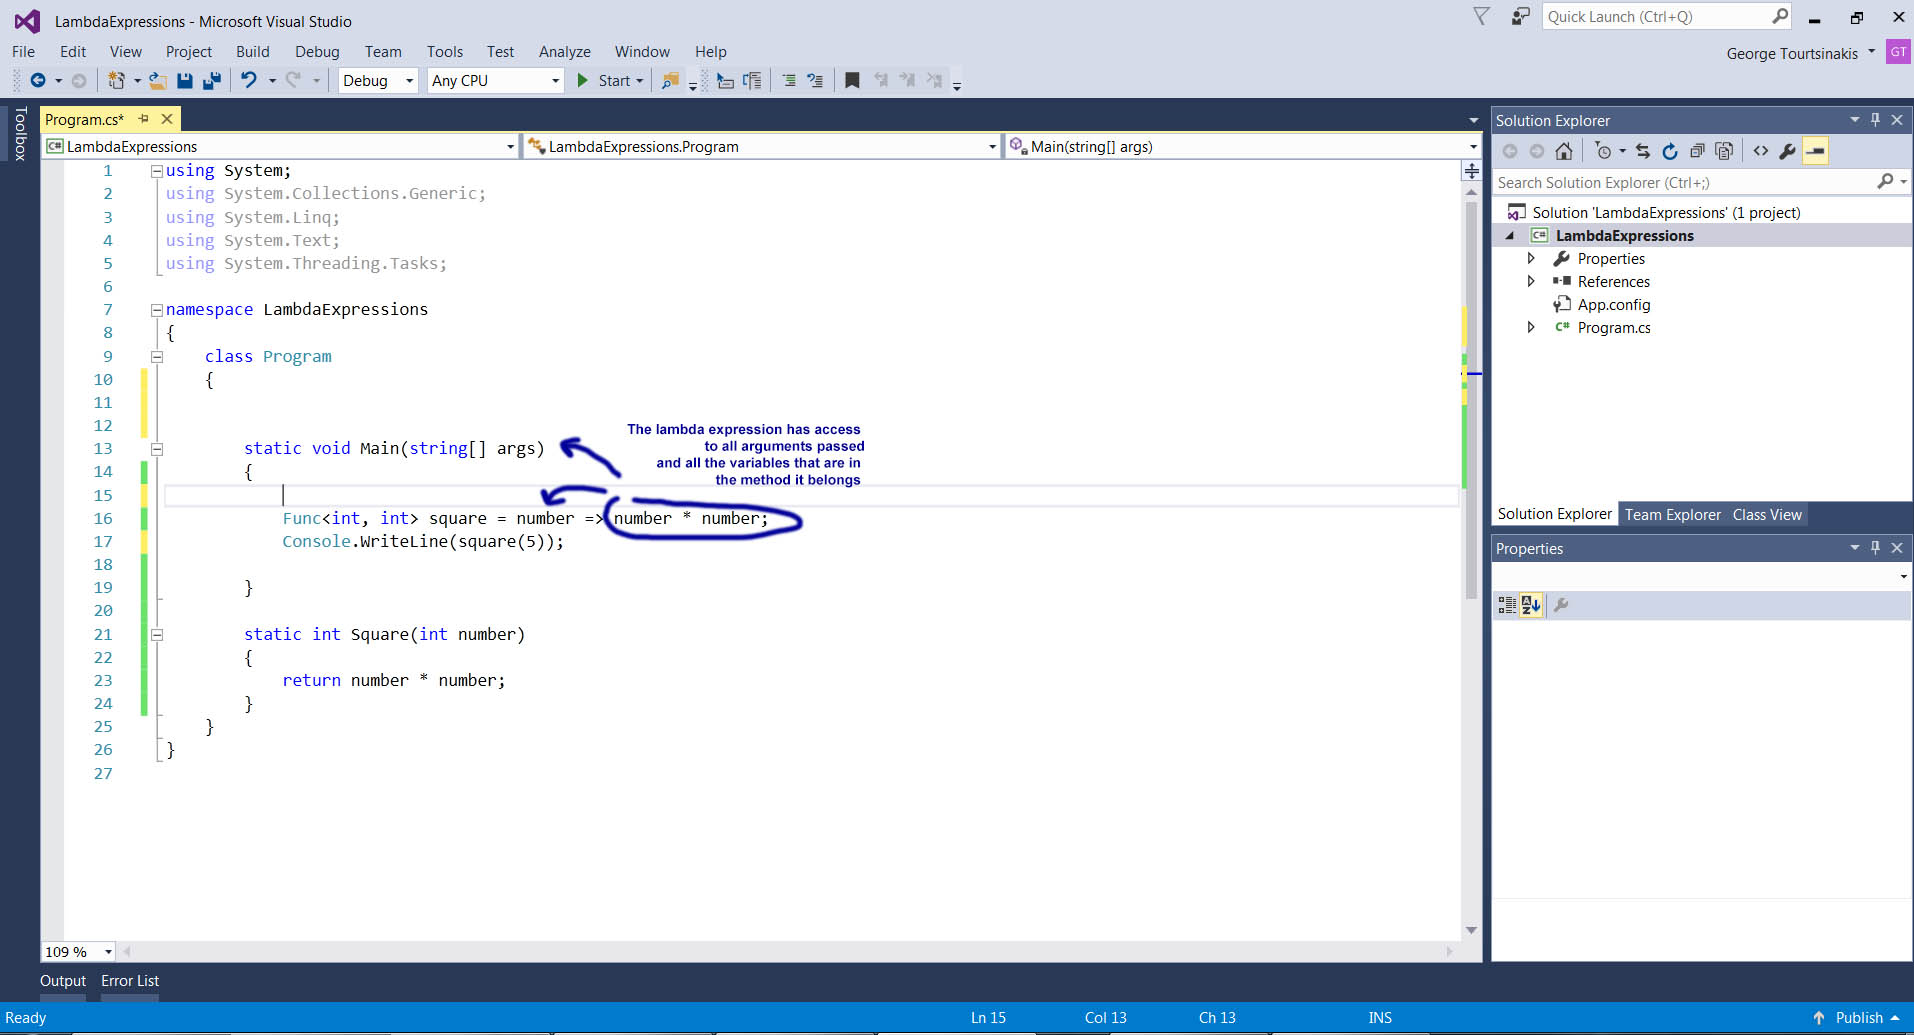 LambdaExpressions - Microsoft Visual Studio
Quick Launch (Ctrl+Q)
File Edit View Project Build Debug Team Tools Test Analyze Window Help
George Tourtsinakis GT
Debug Any CPU Start
Toolbox
Program.cs*
C# LambdaExpressions LambdaExpressions.Program Main(string[] args)
1 using System;
2 using System.Collections.Generic;
3 using System.Linq;
4 using System.Text;
5 using System.Threading.Tasks;
6
7 namespace LambdaExpressions
8 {
9 class Program
10 {
11
12
The lambda expression has access
to all arguments passed
and all the variables that are in
the method it belongs
13 static void Main(string[] args)
14 {
15
16 Func<int, int> square = number => number * number;
17 Console.WriteLine(square(5));
18
19 }
20
21 static int Square(int number)
22 {
23 return number * number;
24 }
25 }
26 }
27
109 %
Solution Explorer
Search Solution Explorer (Ctrl+;)
Solution 'LambdaExpressions' (1 project)
C# LambdaExpressions
Properties
References
App.config
C# Program.cs
Solution Explorer Team Explorer Class View
Properties
Output Error List
Ready Ln 15 Col 13 Ch 13 INS Publish